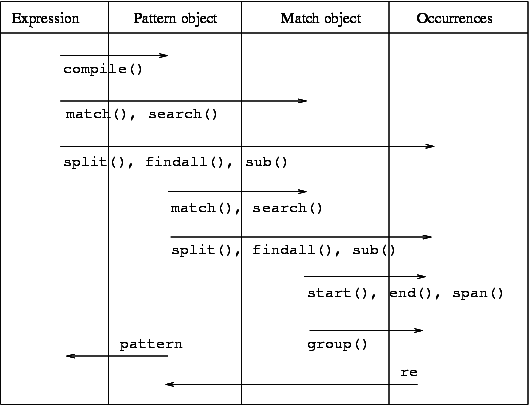 Expression Pattern object Match object Occurrences
compile()
match(), search()
split(), findall(), sub()
match(), search()
split(), findall(), sub()
start(), end(), span()
group()
pattern
re